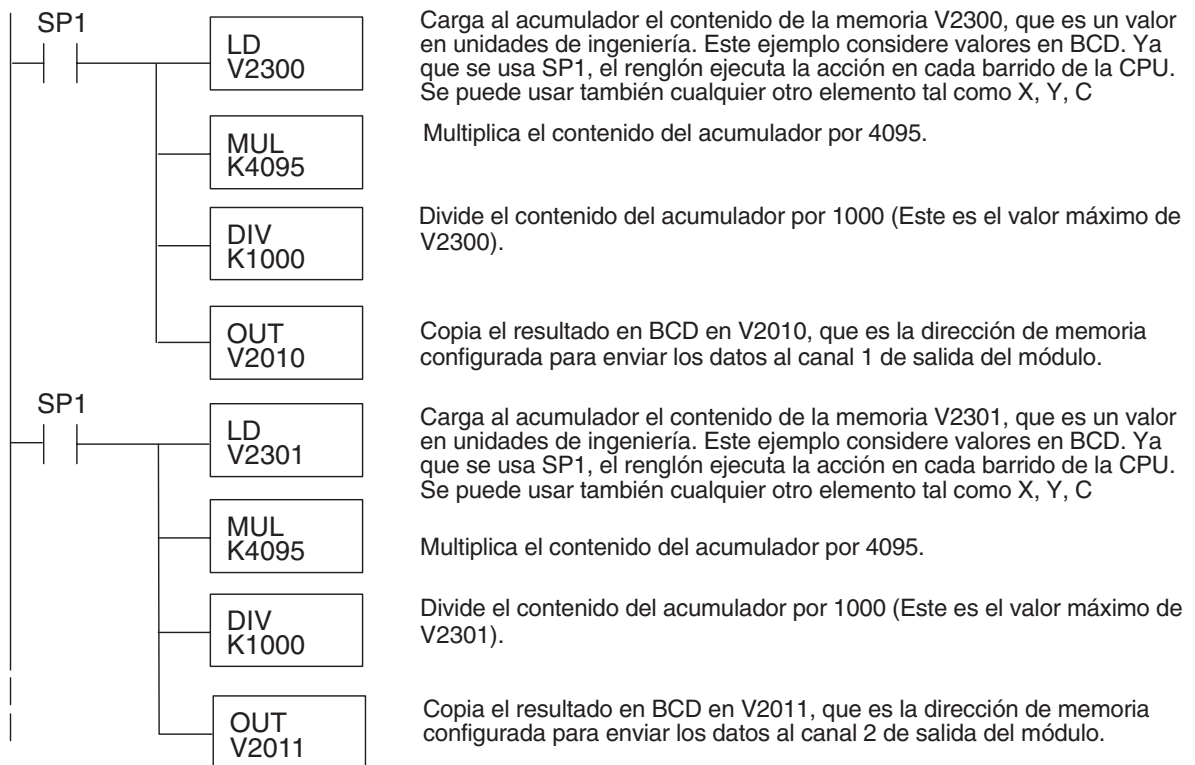 SP1
LD
V2300
Carga al acumulador el contenido de la memoria V2300, que es un valor
en unidades de ingeniería. Este ejemplo considere valores en BCD. Ya
que se usa SP1, el renglón ejecuta la acción en cada barrido de la CPU.
Se puede usar también cualquier otro elemento tal como X, Y, C
MUL
K4095
Multiplica el contenido del acumulador por 4095.
DIV
K1000
Divide el contenido del acumulador por 1000 (Este es el valor máximo de
V2300).
OUT
V2010
Copia el resultado en BCD en V2010, que es la dirección de memoria
configurada para enviar los datos al canal 1 de salida del módulo.
SP1
LD
V2301
Carga al acumulador el contenido de la memoria V2301, que es un valor
en unidades de ingeniería. Este ejemplo considere valores en BCD. Ya
que se usa SP1, el renglón ejecuta la acción en cada barrido de la CPU.
Se puede usar también cualquier otro elemento tal como X, Y, C
MUL
K4095
Multiplica el contenido del acumulador por 4095.
DIV
K1000
Divide el contenido del acumulador por 1000 (Este es el valor máximo de
V2301).
OUT
V2011
Copia el resultado en BCD en V2011, que es la dirección de memoria
configurada para enviar los datos al canal 2 de salida del módulo.